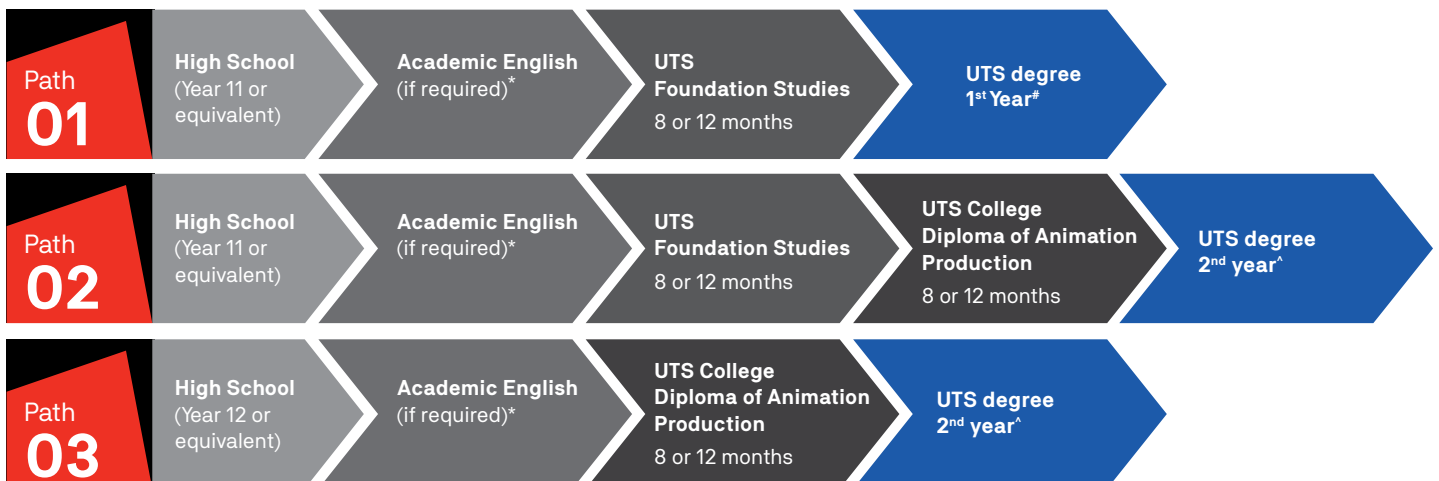 Path
01
High School
(Year 11 or
equivalent)
Academic English
(if required)*
UTS
Foundation Studies
8 or 12 months
UTS degree
1st Year#
Path
02
High School
(Year 11 or
equivalent)
Academic English
(if required)*
UTS
Foundation Studies
8 or 12 months
UTS College
Diploma of Animation
Production
8 or 12 months
UTS degree
2nd year^
Path
03
High School
(Year 12 or
equivalent)
Academic English
(if required)*
UTS College
Diploma of Animation
Production
8 or 12 months
UTS degree
2nd year^